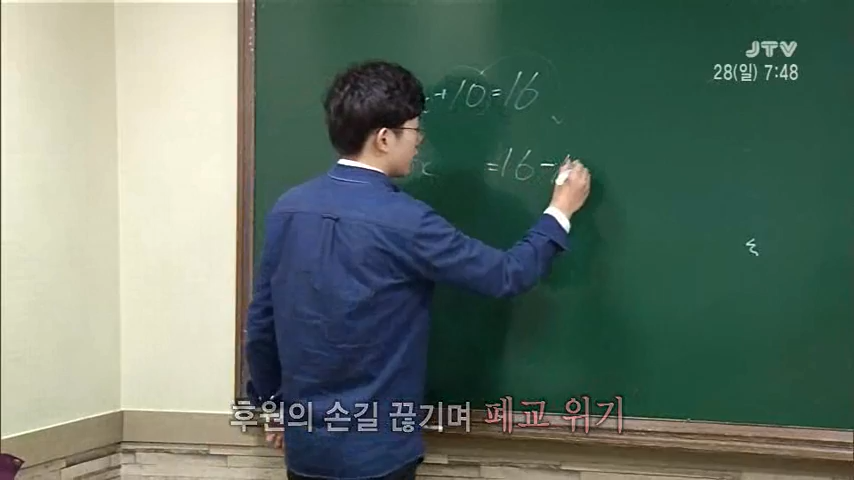 JTV
28(일) 7:48
+10=16
x =16-1
후원의 손길 끊기며 폐교 위기